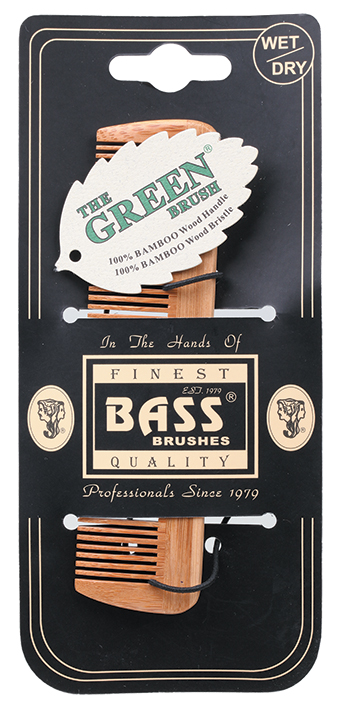 WET
DRY
THE
GREEN®
BRUSH
100% BAMBOO Wood Handle
100% BAMBOO Wood Bristle
In The Hands Of
FINEST
EST. 1979
BASS®
BRUSHES
QUALITY
Professionals Since 1979
®
®